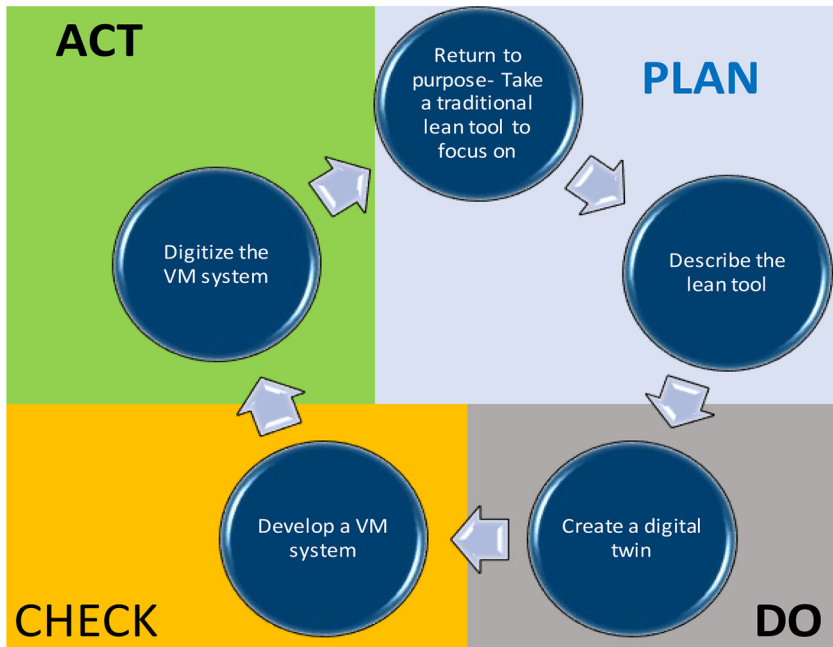 ACT
PLAN
Return to
purpose- Take
a traditional
lean tool to
focus on
Describe the
lean tool
Create a digital
twin
DO
Develop a VM
system
CHECK
Digitize the
VM system